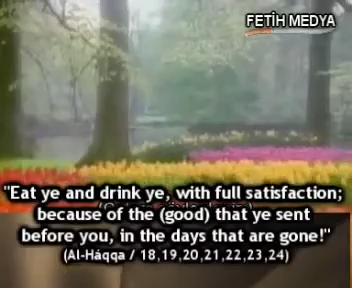 FETİH MEDYA
"Eat ye and drink ye, with full satisfaction;
because of the (good) that ye sent
before you, in the days that are gone!"
(Al-Háqqa / 18,19,20,21,22,23,24)